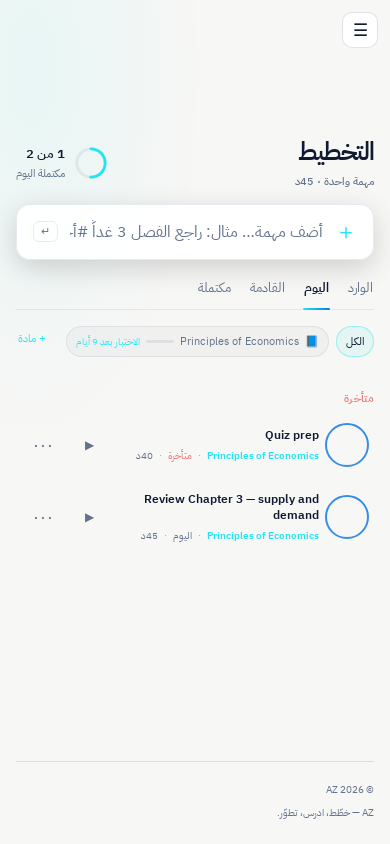 التخطيط
مهمة واحدة · 45د
1 من 2
مكتملة اليوم
+ أضف مهمة... مثال: راجع الفصل 3 غداً #أ
الوارد اليوم القادمة مكتملة
الكل
Principles of Economics الاختبار بعد 9 أيام
+ مادة
متأخرة
Quiz prep
Principles of Economics · متأخرة · 40د
Review Chapter 3 — supply and
demand
Principles of Economics · اليوم · 45د
© 2026 AZ
AZ — خطّط، ادرس، تطوّر.